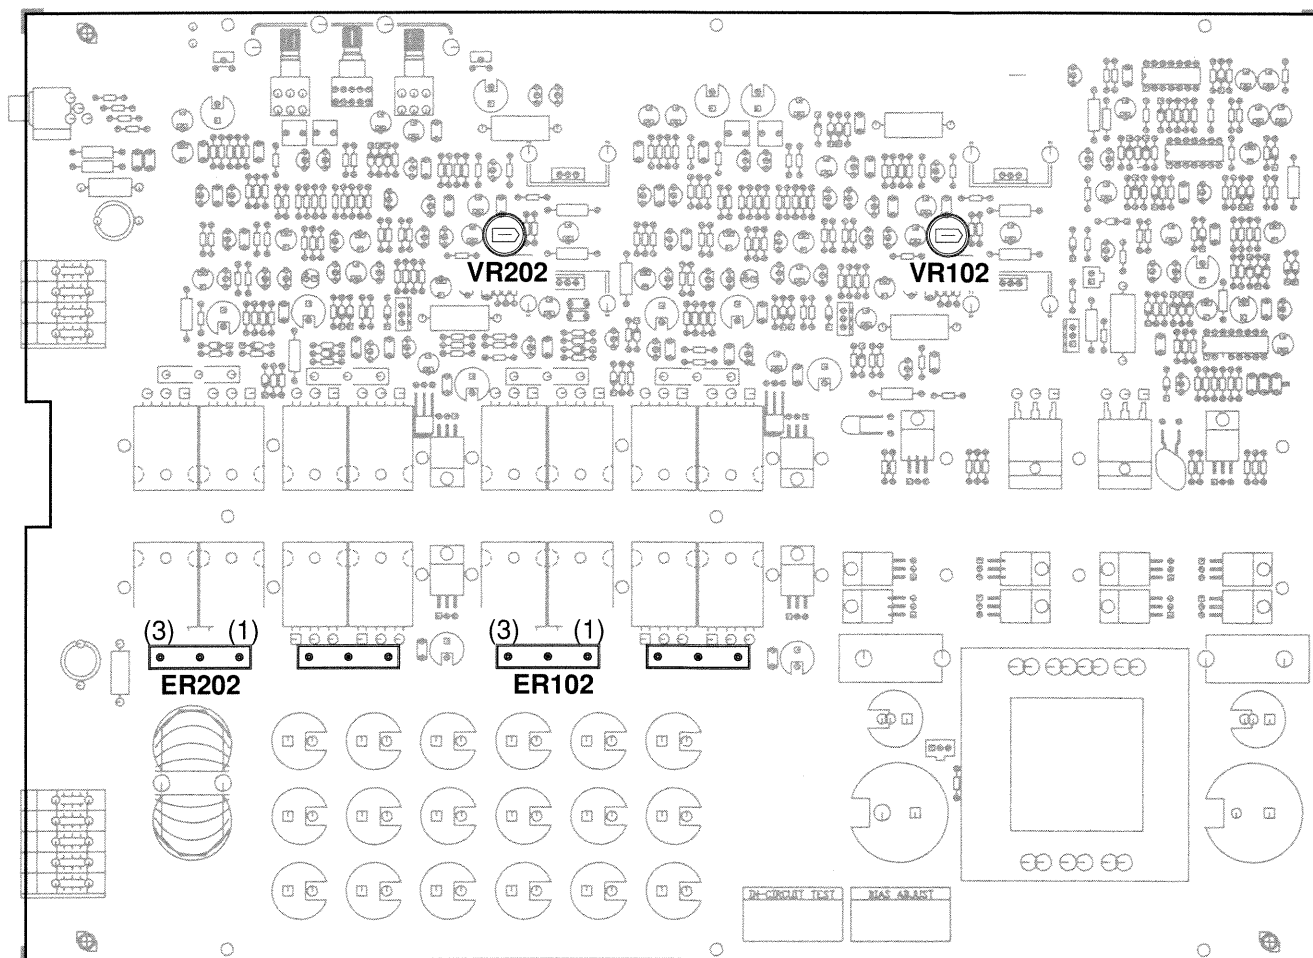 VR202
VR102
(3) (1)
(3) (1)
ER202
ER102
IN-CIRCUIT TEST
BIAS ADJUST